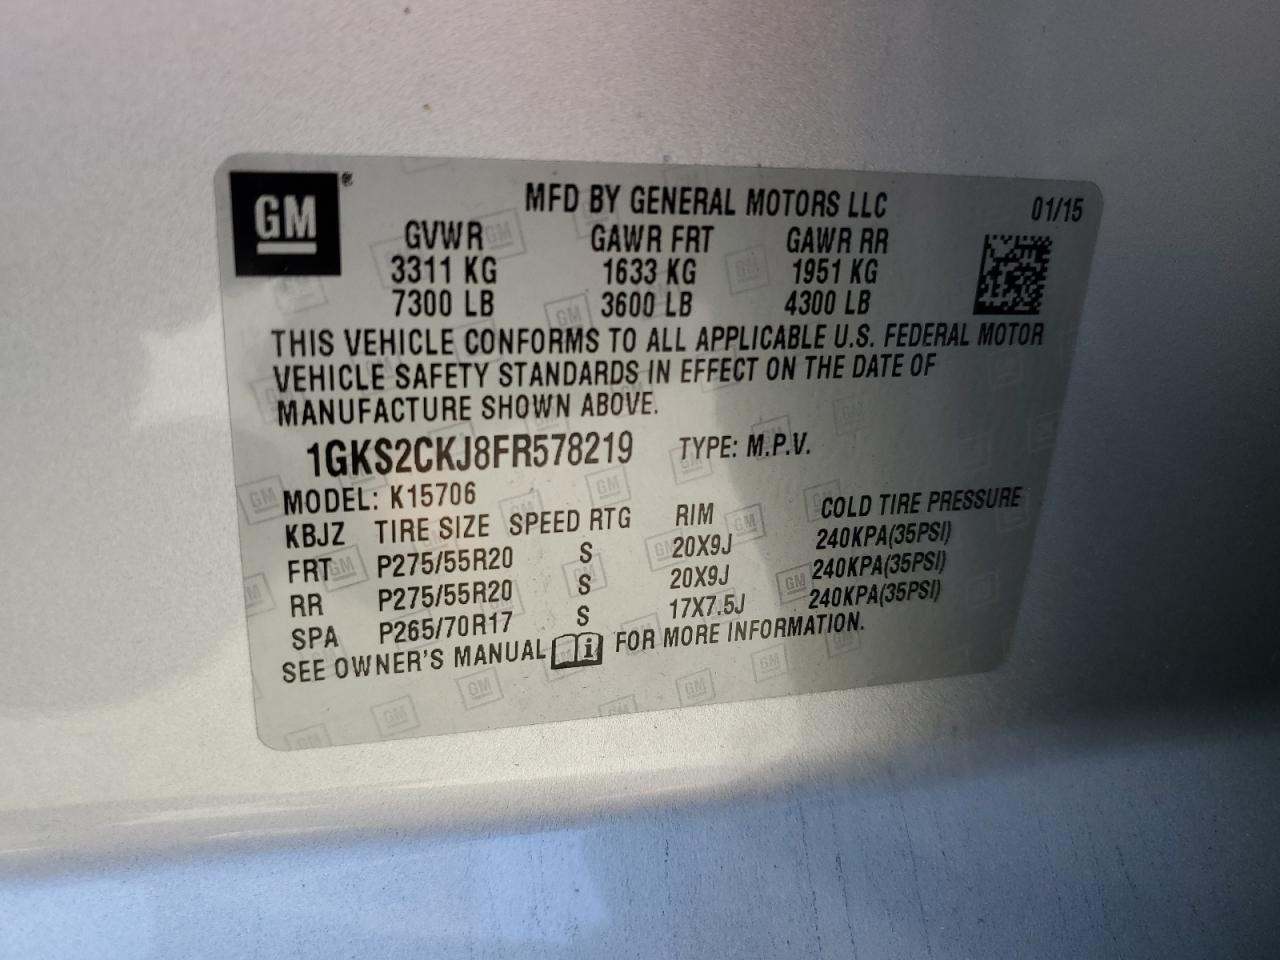 GM®
MFD BY GENERAL MOTORS LLC 01/15
GVWR GAWR FRT GAWR RR
3311 KG 1633 KG 1951 KG
7300 LB 3600 LB 4300 LB
THIS VEHICLE CONFORMS TO ALL APPLICABLE U.S. FEDERAL MOTOR
VEHICLE SAFETY STANDARDS IN EFFECT ON THE DATE OF
MANUFACTURE SHOWN ABOVE.
1GKS2CKJ8FR578219 TYPE: M.P.V.
MODEL: K15706
KBJZ TIRE SIZE SPEED RTG RIM COLD TIRE PRESSURE
FRT P275/55R20 S 20X9J 240KPA(35PSI)
RR P275/55R20 S 20X9J 240KPA(35PSI)
SPA P265/70R17 S 17X7.5J 240KPA(35PSI)
SEE OWNER'S MANUAL i FOR MORE INFORMATION.